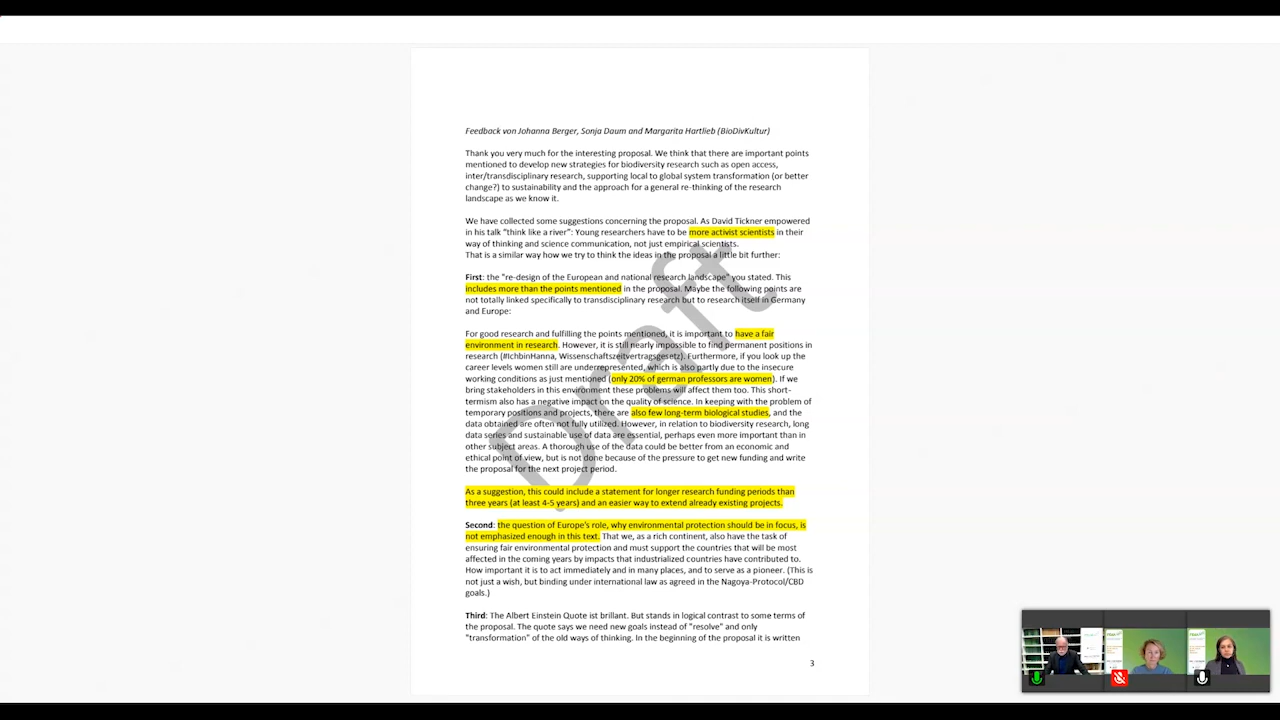 Feedback von Johanna Berger, Sonja Daum and Margarita Hartlieb (BioDivKultur)
Thank you very much for the interesting proposal. We think that there are important points
mentioned to develop new strategies for biodiversity research such as open access,
inter/transdisciplinary research, supporting local to global system transformation (or better
change?) to sustainability and the approach for a general re-thinking of the research
landscape as we know it.
We have collected some suggestions concerning the proposal. As David Tickner empowered
in his talk "think like a river": Young researchers have to be more activist scientists in their
way of thinking and science communication, not just empirical scientists.
That is a similar way how we try to think the ideas in the proposal a little bit further:
First: the "re-design of the European and national research landscape" you stated. This
includes more than the points mentioned in the proposal. Maybe the following points are
not totally linked specifically to transdisciplinary research but to research itself in Germany
and Europe:
For good research and fulfilling the points mentioned, it is important to have a fair
environment in research. However, it is still nearly impossible to find permanent positions in
research (#IchbinHanna, Wissenschaftszeitvertragsgesetz). Furthermore, if you look up the
career levels women still are underrepresented, which is also partly due to the insecure
working conditions as just mentioned (only 20% of german professors are women). If we
bring stakeholders in this environment these problems will affect them too. This short-
termism also has a negative impact on the quality of science. In keeping with the problem of
temporary positions and projects, there are also few long-term biological studies, and the
data obtained are often not fully utilized. However, in relation to biodiversity research, long
data series and sustainable use of data are essential, perhaps even more important than in
other subject areas. A thorough use of the data could be better from an economic and
ethical point of view, but is not done because of the pressure to get new funding and write
the proposal for the next project period.
As a suggestion, this could include a statement for longer research funding periods than
three years (at least 4-5 years) and an easier way to extend already existing projects.
Second: the question of Europe's role, why environmental protection should be in focus, is
not emphasized enough in this text. That we, as a rich continent, also have the task of
ensuring fair environmental protection and must support the countries that will be most
affected in the coming years by impacts that industrialized countries have contributed to.
How important it is to act immediately and in many places, and to serve as a pioneer. (This is
not just a wish, but binding under international law as agreed in the Nagoya-Protocol/CBD
goals.)
Third: The Albert Einstein Quote ist brillant. But stands in logical contrast to some terms of
the proposal. The quote says we need new goals instead of "resolve" and only
"transformation" of the old ways of thinking. In the beginning of the proposal it is written
3
Draft